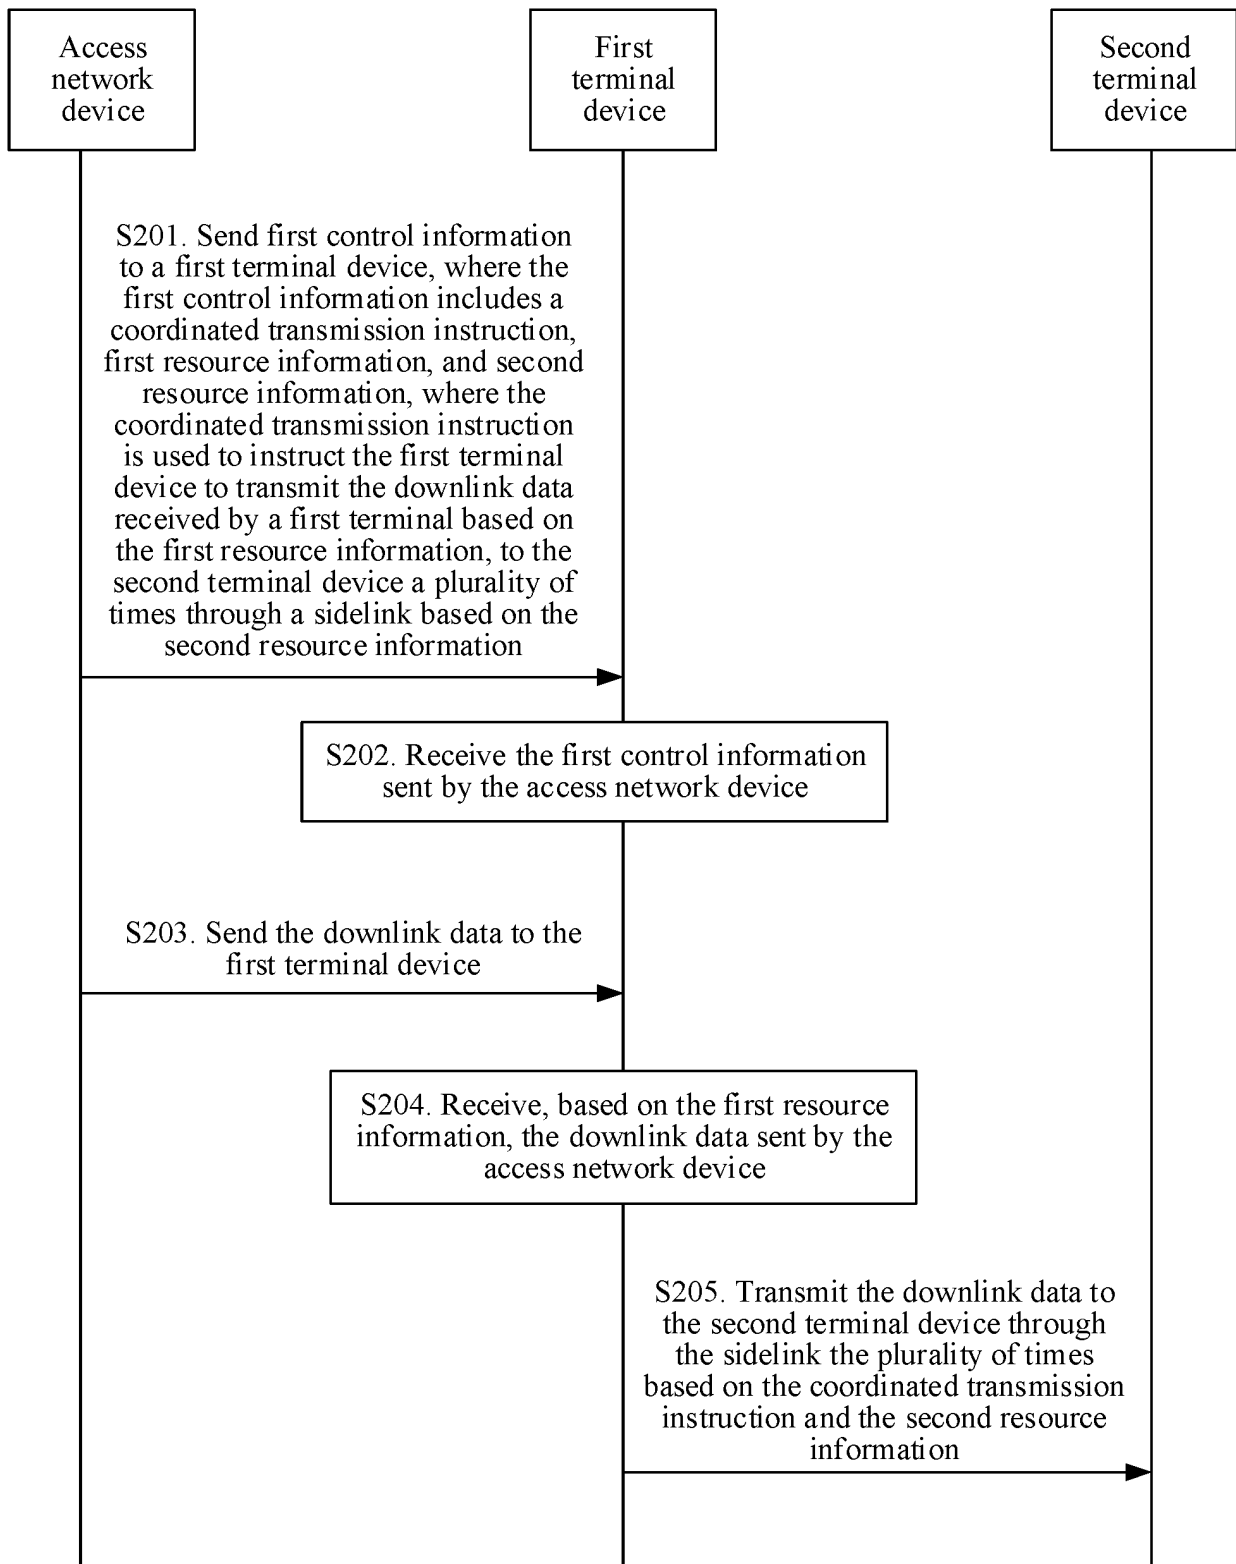 Access
network
device
First
terminal
device
Second
terminal
device
S201. Send first control information
to a first terminal device, where the
first control information includes a
coordinated transmission instruction,
first resource information, and second
resource information, where the
coordinated transmission instruction
is used to instruct the first terminal
device to transmit the downlink data
received by a first terminal based on
the first resource information, to the
second terminal device a plurality of
times through a sidelink based on the
second resource information
S202. Receive the first control information
sent by the access network device
S203. Send the downlink data to the
first terminal device
S204. Receive, based on the first resource
information, the downlink data sent by the
access network device
S205. Transmit the downlink data to
the second terminal device through
the sidelink the plurality of times
based on the coordinated transmission
instruction and the second resource
information